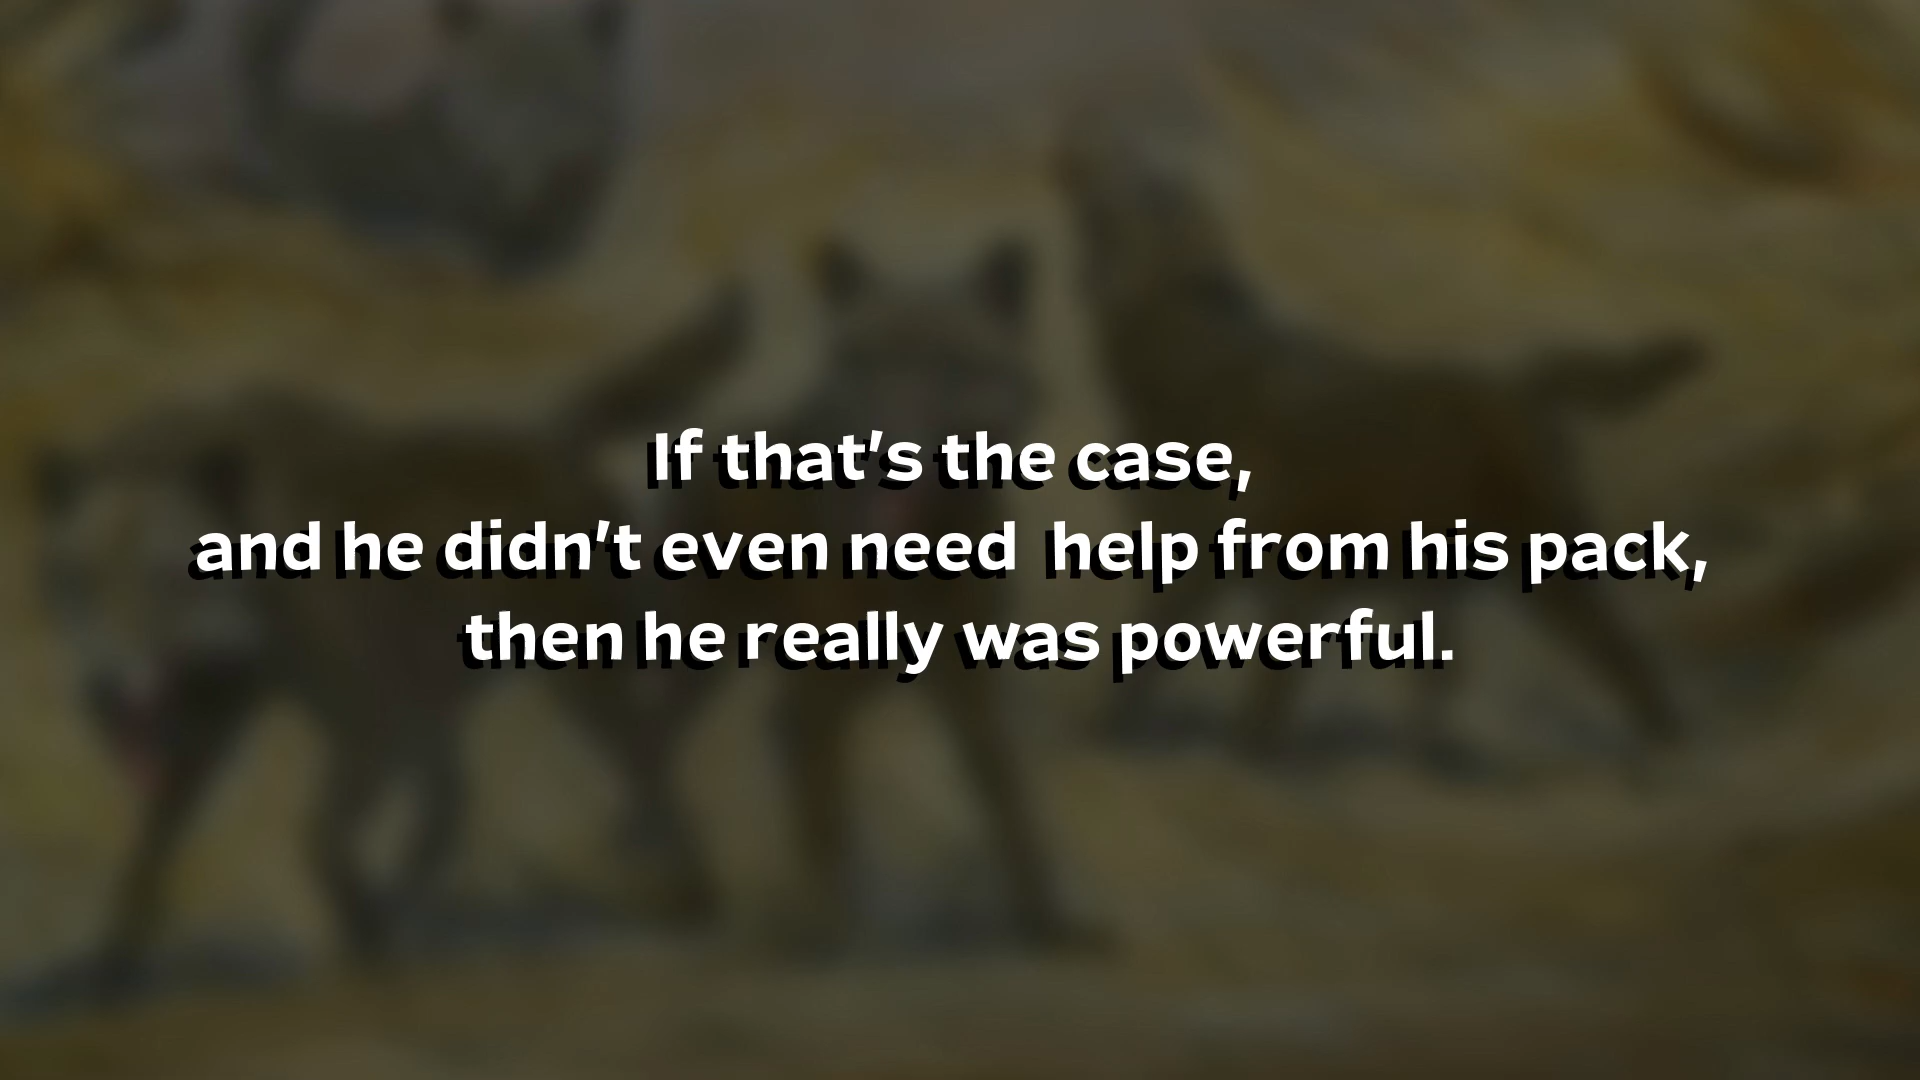 If that's the case,
and he didn't even need  help from his pack,
then he really was powerful.